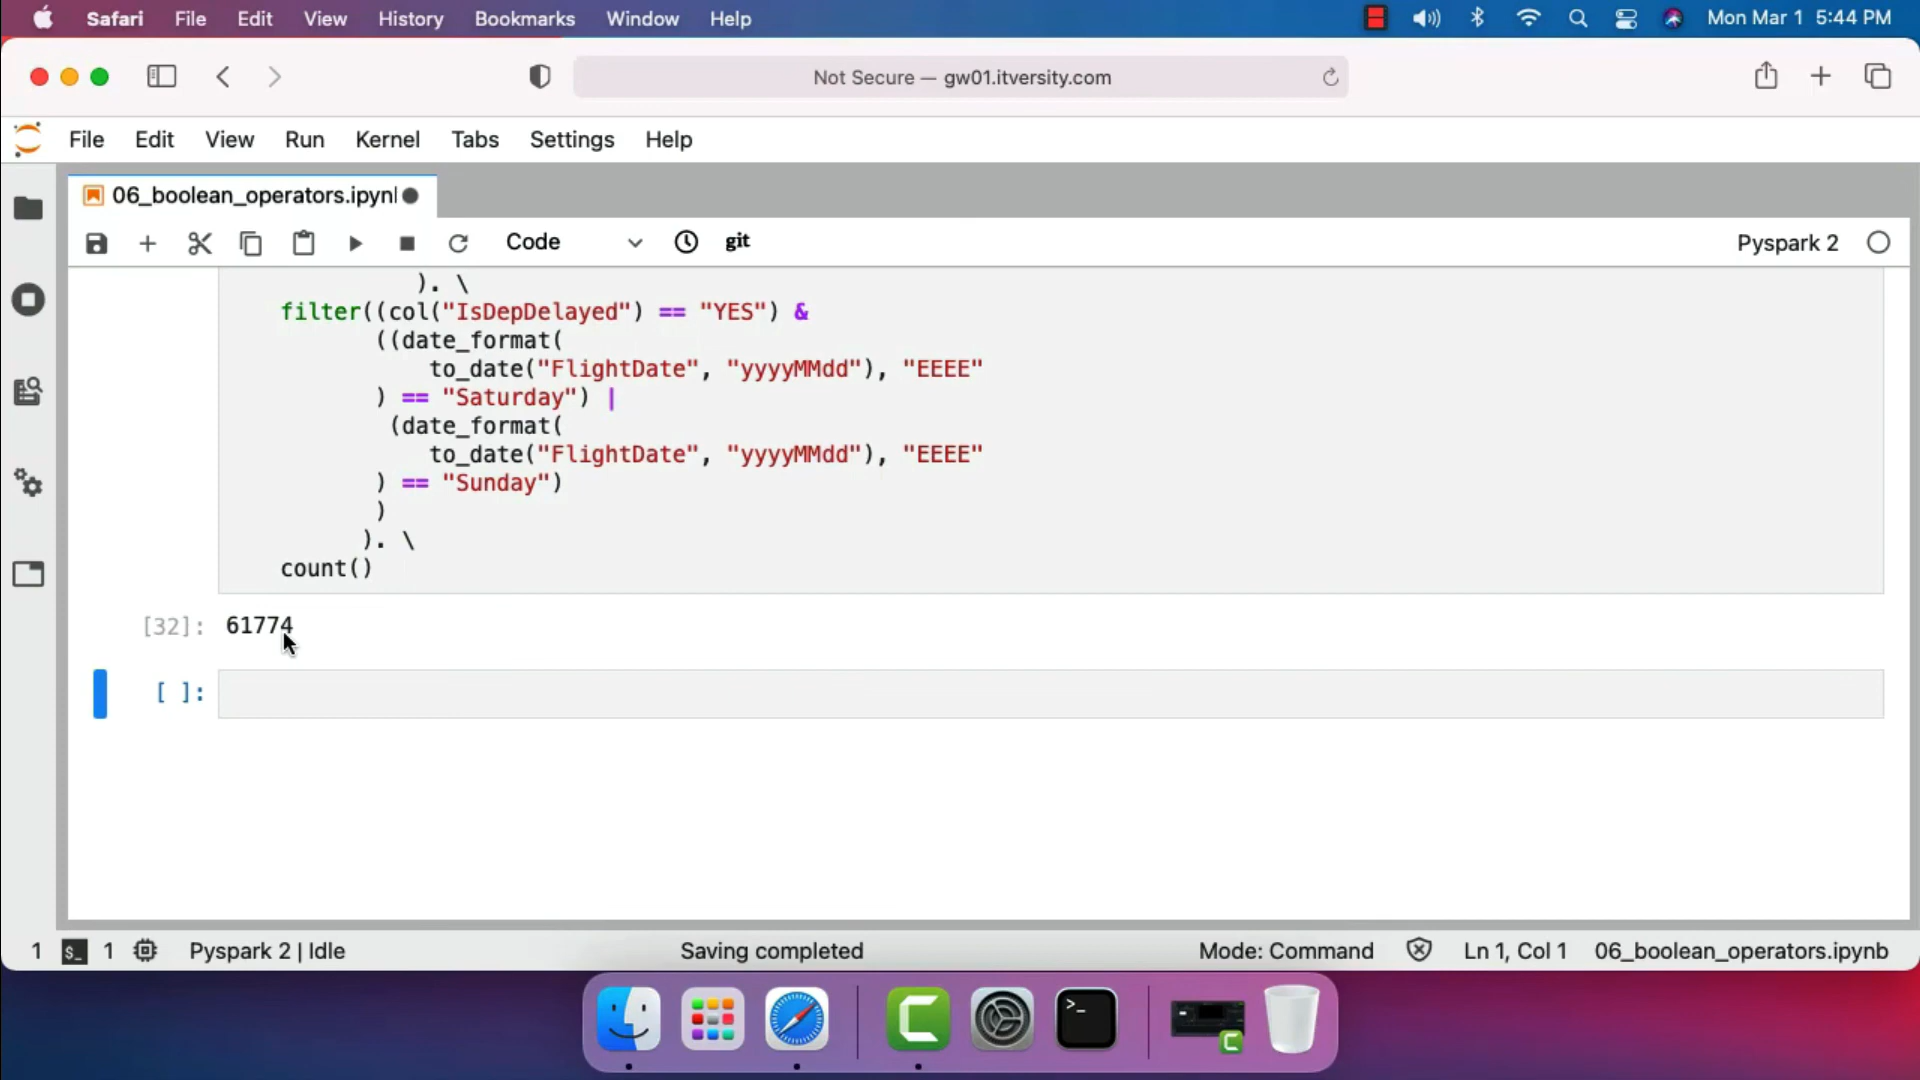 Safari File Edit View History Bookmarks Window Help Mon Mar 1 5:44 PM
Not Secure — gw01.itversity.com
File Edit View Run Kernel Tabs Settings Help
06_boolean_operators.ipynb
Code git Pyspark 2
). \
filter((col("IsDepDelayed") == "YES") &
((date_format(
to_date("FlightDate", "yyyyMMdd"), "EEEE"
) == "Saturday") |
(date_format(
to_date("FlightDate", "yyyyMMdd"), "EEEE"
) == "Sunday")
)
). \
count()
[32]: 61774
[ ]:
1 $_ 1 Pyspark 2 | Idle Saving completed Mode: Command Ln 1, Col 1 06_boolean_operators.ipynb
>_